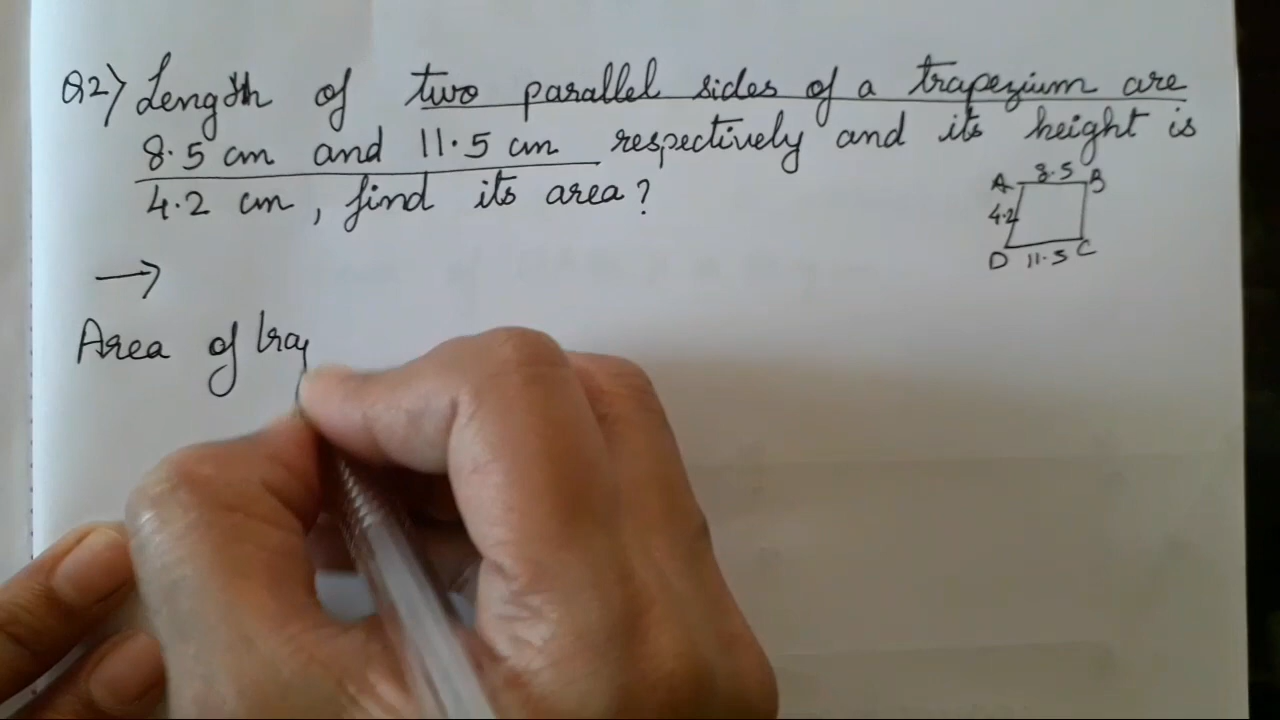 Q2) Length of two parallel sides of a trapezium are
8.5 cm and 11.5 cm respectively and its height is
4.2 cm, find its area?
A 8.5 B
4.2
D 11.5 C
→
Area of trap